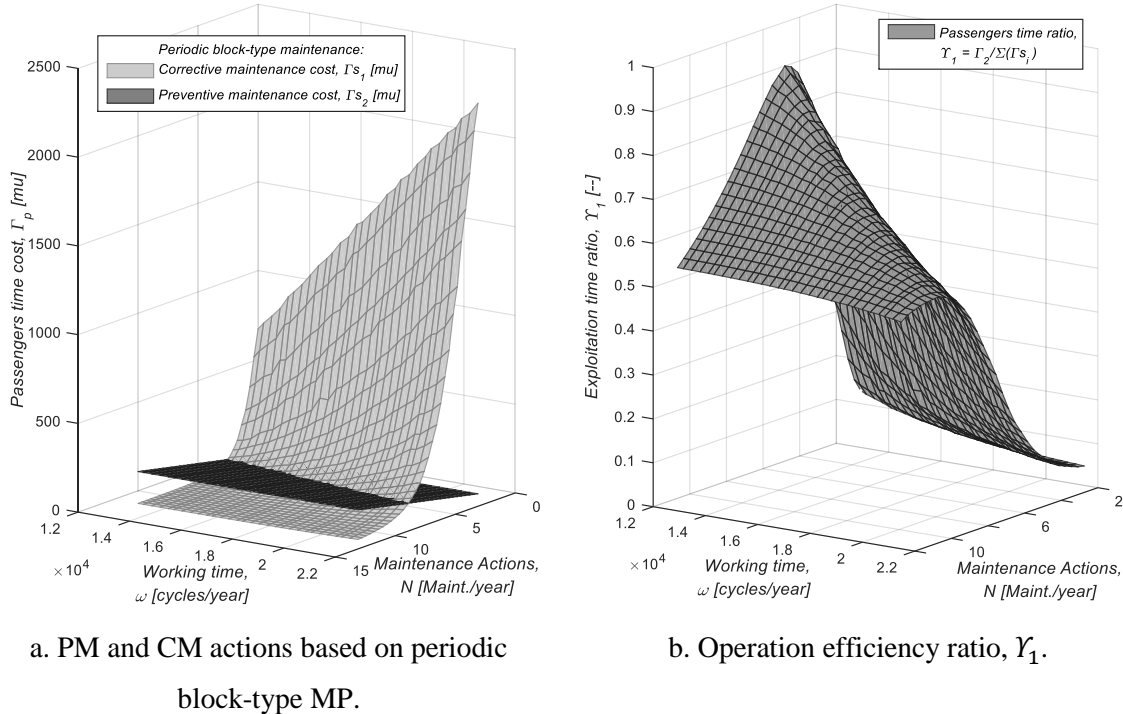 Periodic block-type maintenance:
Corrective maintenance cost, Γs₁ [mu]
Preventive maintenance cost, Γs₂ [mu]
2500
2000
1500
1000
500
0
Passengers time cost, Γₚ [mu]
1.2
1.4
1.6
1.8
2
2.2
× 10⁴
Working time,
ω [cycles/year]
15
10
5
0
Maintenance Actions,
N [Maint./year]
Passengers time ratio,
ϒ₁ = Γ₂/Σ(Γsᵢ)
1
0.9
0.8
0.7
0.6
0.5
0.4
0.3
0.2
0.1
0
Exploitation time ratio, ϒ₁ [--]
1.2
1.4
1.6
1.8
2
2.2
Working time,
ω [cycles/year]
10
6
2
Maintenance Actions,
N [Maint./year]
a. PM and CM actions based on periodic
block-type MP.
b. Operation efficiency ratio, ϒ₁.